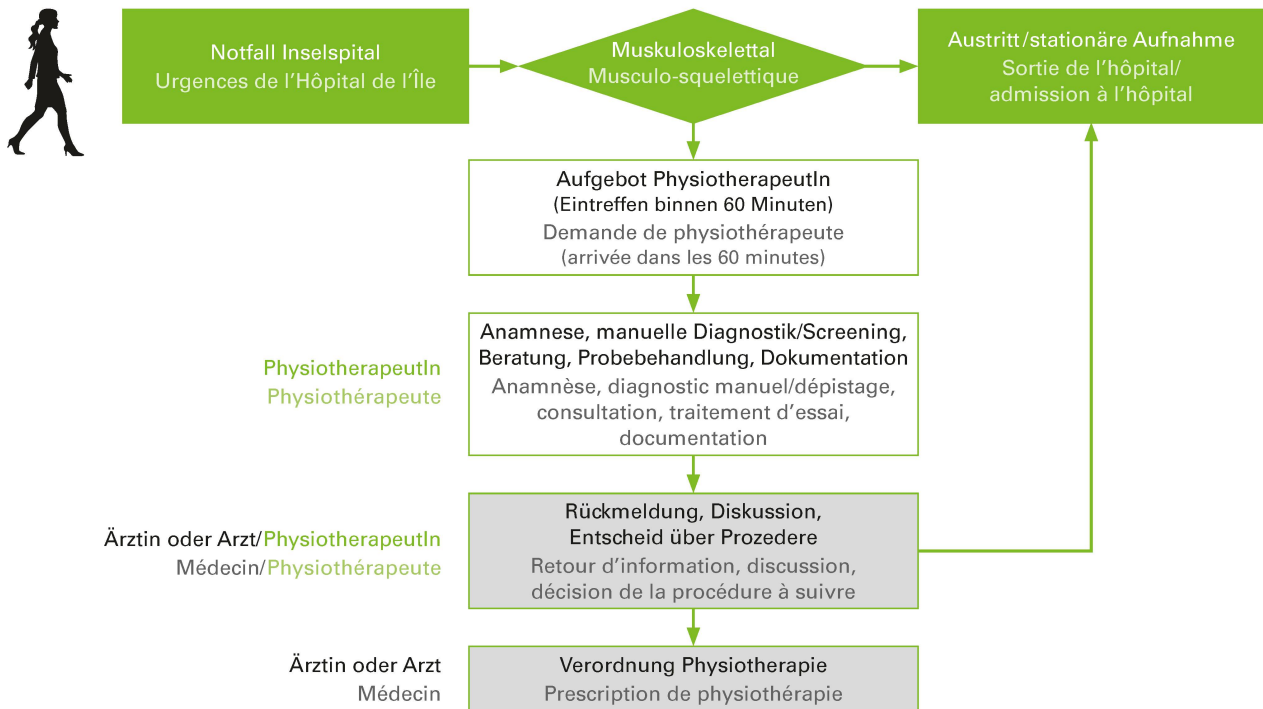 Notfall Inselspital
Urgences de l’Hôpital de l’Île
Muskuloskelettal
Musculo-squelettique
Austritt/stationäre Aufnahme
Sortie de l’hôpital/
admission à l’hôpital
Aufgebot PhysiotherapeutIn
(Eintreffen binnen 60 Minuten)
Demande de physiothérapeute
(arrivée dans les 60 minutes)
PhysiotherapeutIn
Physiothérapeute
Anamnese, manuelle Diagnostik/Screening,
Beratung, Probebehandlung, Dokumentation
Anamnèse, diagnostic manuel/dépistage,
consultation, traitement d’essai,
documentation
Ärztin oder Arzt/PhysiotherapeutIn
Médecin/Physiothérapeute
Rückmeldung, Diskussion,
Entscheid über Prozedere
Retour d’information, discussion,
décision de la procédure à suivre
Ärztin oder Arzt
Médecin
Verordnung Physiotherapie
Prescription de physiothérapie